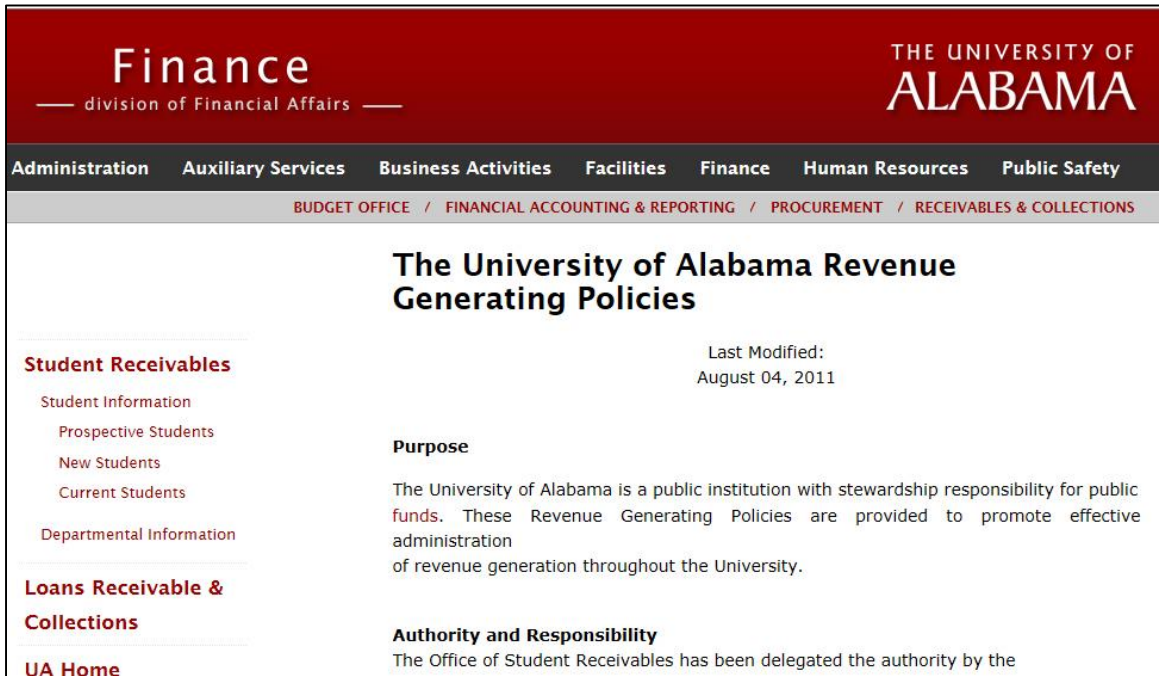 Finance
division of Financial Affairs
THE UNIVERSITY OF
ALABAMA
Administration Auxiliary Services Business Activities Facilities Finance Human Resources Public Safety
BUDGET OFFICE / FINANCIAL ACCOUNTING & REPORTING / PROCUREMENT / RECEIVABLES & COLLECTIONS
Student Receivables
Student Information
Prospective Students
New Students
Current Students
Departmental Information
Loans Receivable &
Collections
UA Home
The University of Alabama Revenue
Generating Policies
Last Modified:
August 04, 2011
Purpose
The University of Alabama is a public institution with stewardship responsibility for public
funds. These Revenue Generating Policies are provided to promote effective
administration
of revenue generation throughout the University.
Authority and Responsibility
The Office of Student Receivables has been delegated the authority by the